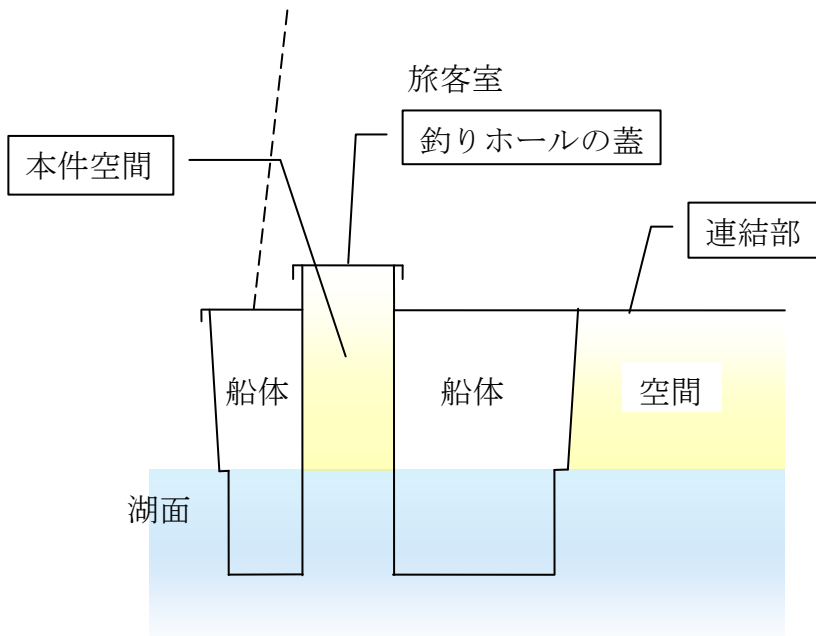 旅客室
釣りホールの蓋
本件空間
連結部
船体
船体
空間
湖面